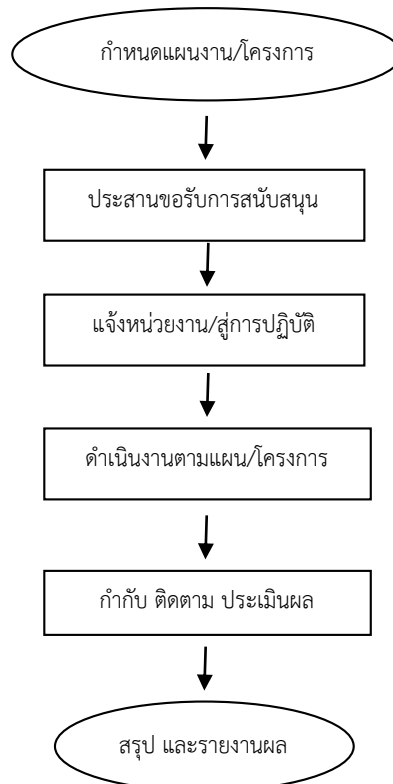 กำหนดแผนงาน/โครงการ
ประสานขอรับการสนับสนุน
แจ้งหน่วยงาน/สู่การปฏิบัติ
ดำเนินงานตามแผน/โครงการ
กำกับ ติดตาม ประเมินผล
สรุป และรายงานผล